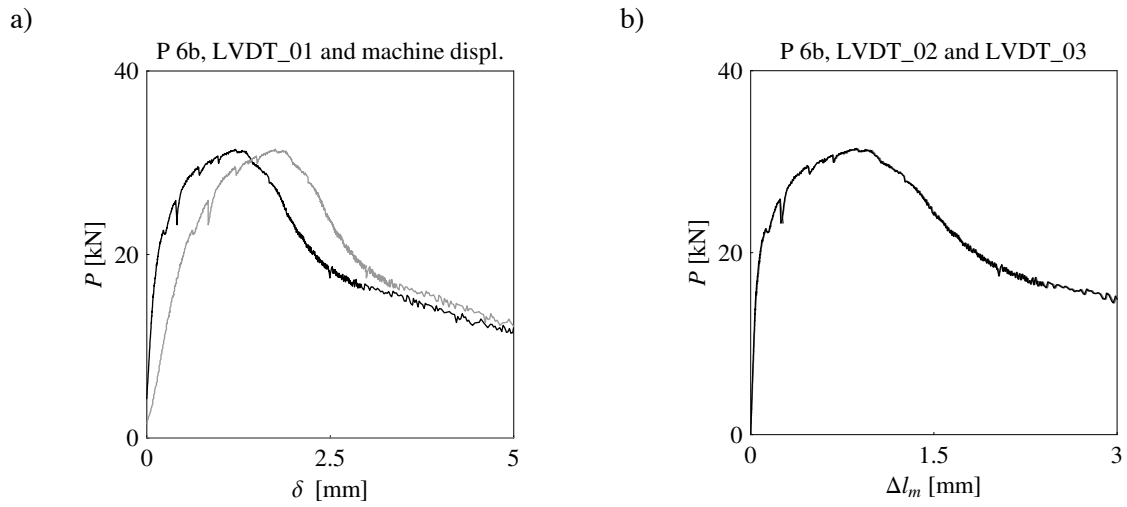 a)
P 6b, LVDT_01 and machine displ.
40
20
0
P [kN]
0 2.5 5
δ [mm]
b)
P 6b, LVDT_02 and LVDT_03
40
20
0
P [kN]
0 1.5 3
Δl_m [mm]